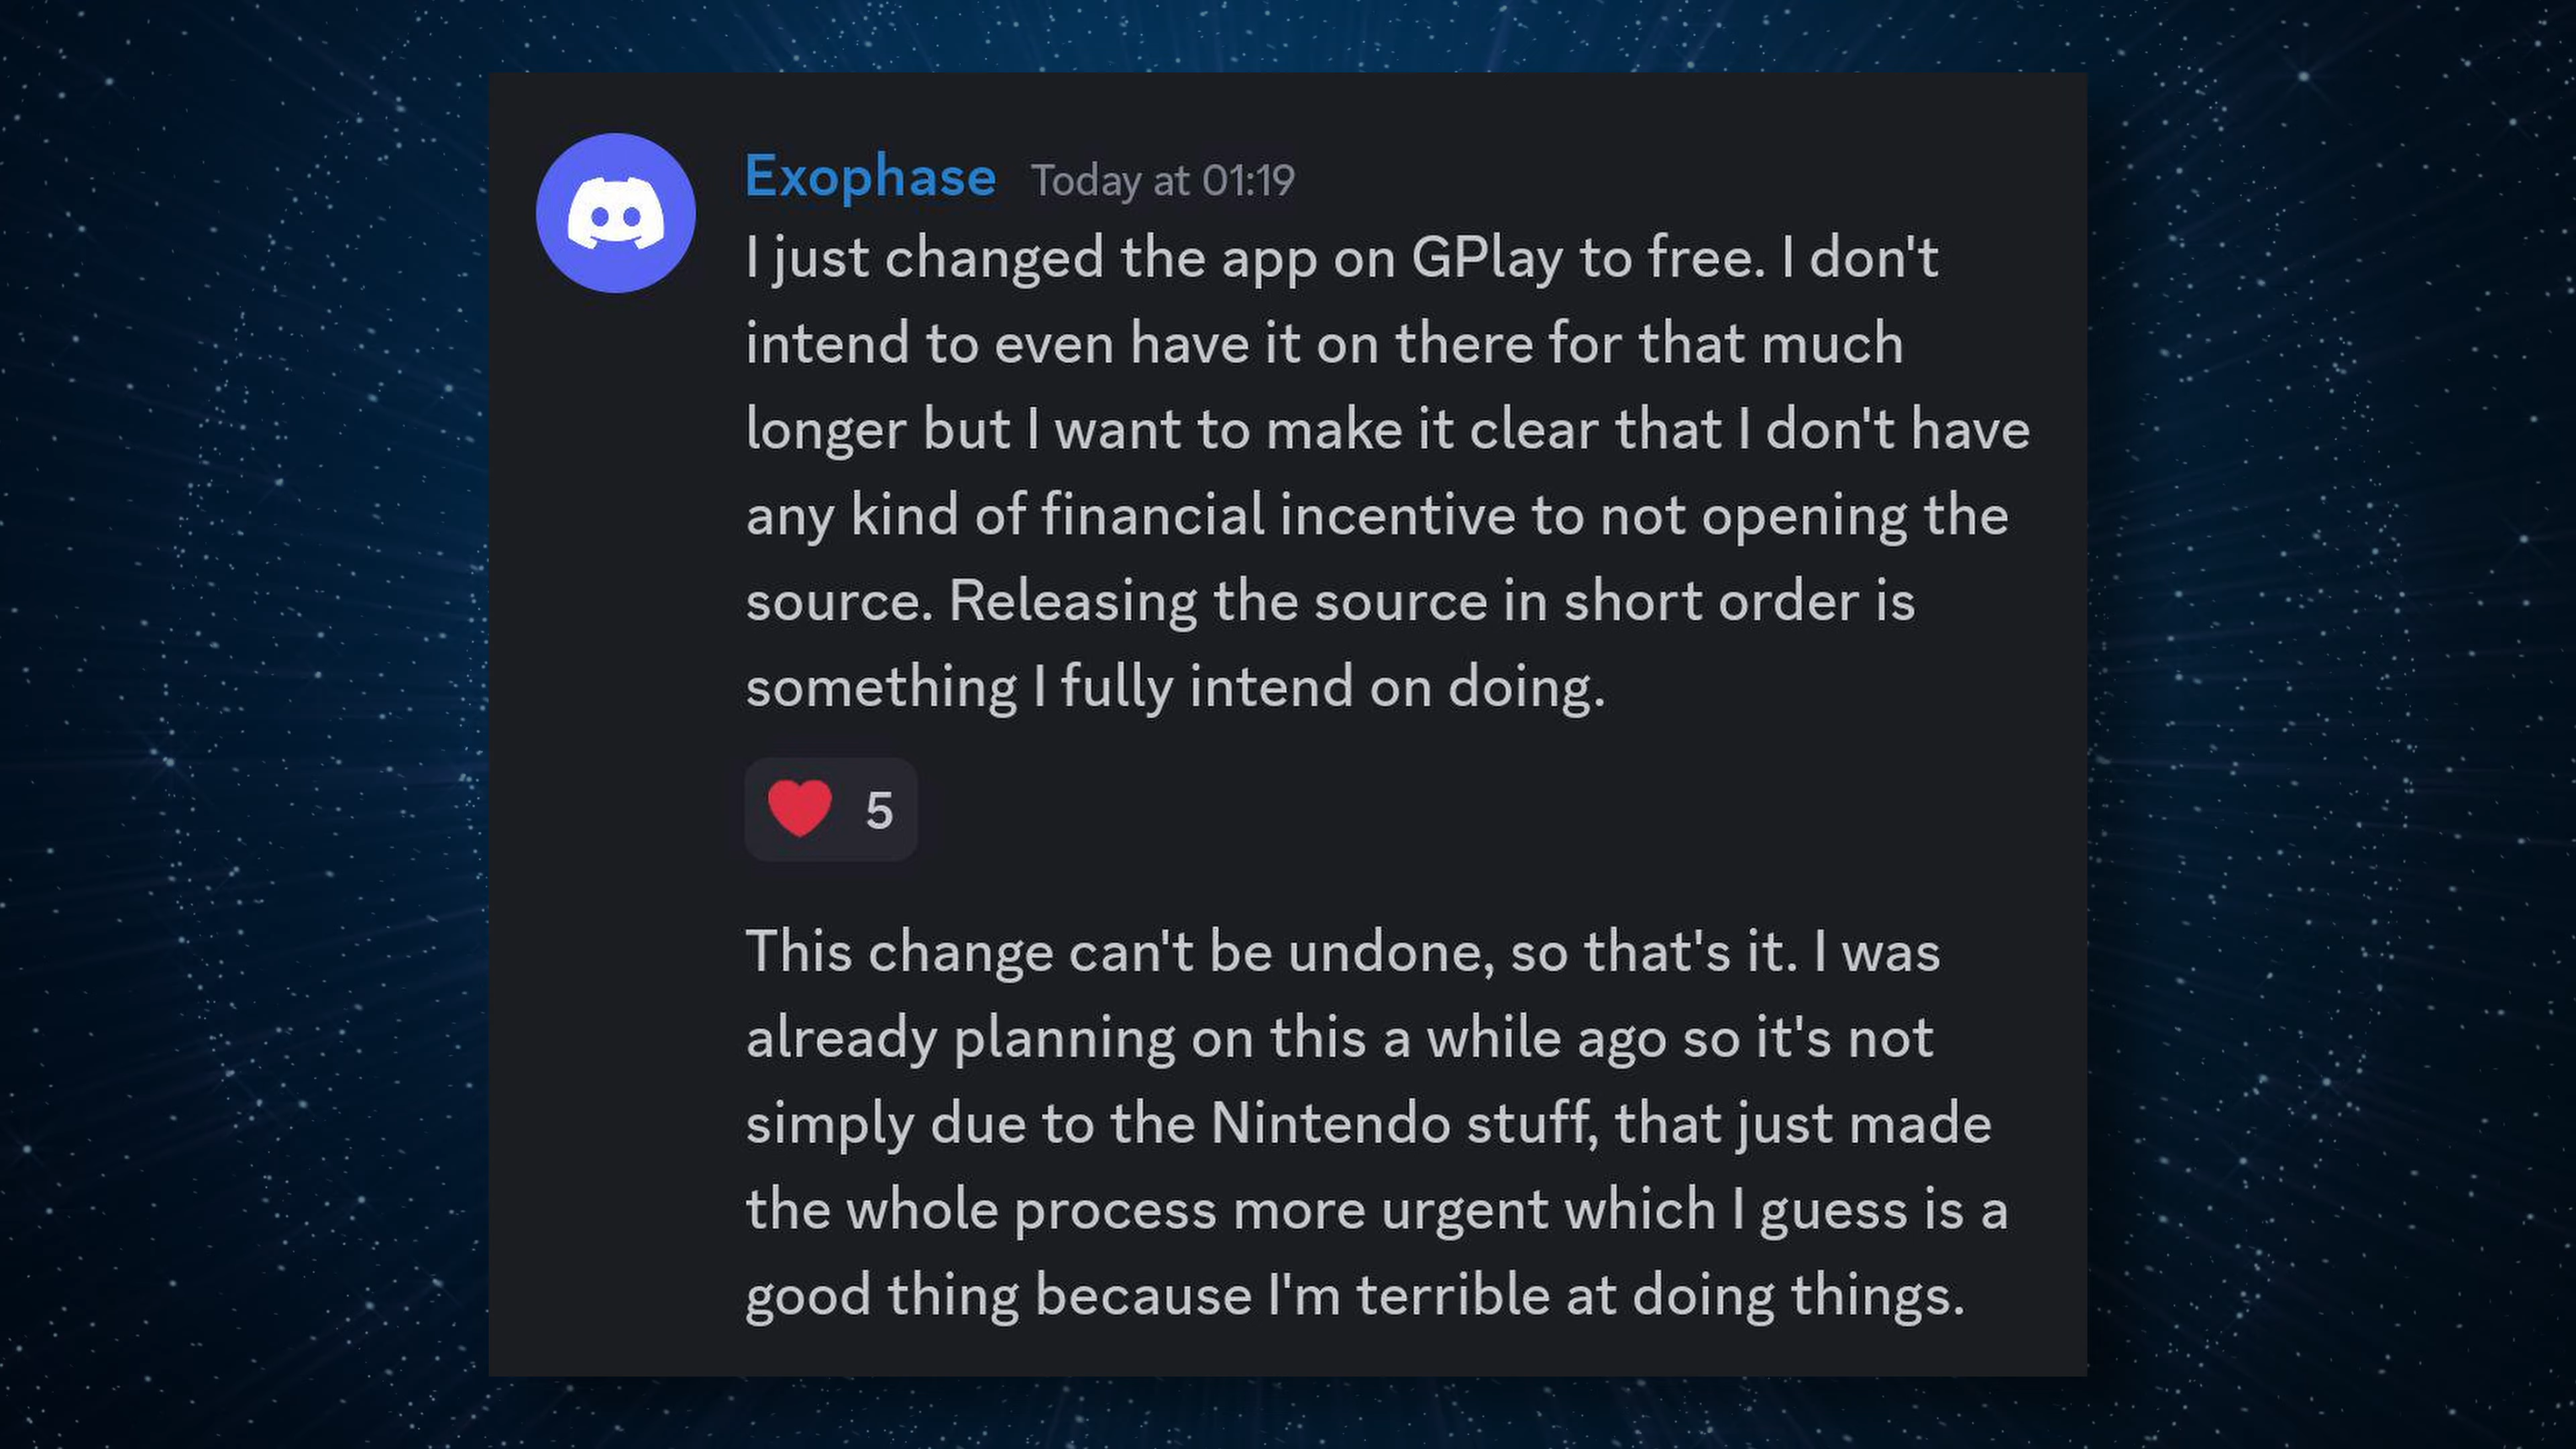 Exophase Today at 01:19
I just changed the app on GPlay to free. I don't
intend to even have it on there for that much
longer but I want to make it clear that I don't have
any kind of financial incentive to not opening the
source. Releasing the source in short order is
something I fully intend on doing.
❤️ 5
This change can't be undone, so that's it. I was
already planning on this a while ago so it's not
simply due to the Nintendo stuff, that just made
the whole process more urgent which I guess is a
good thing because I'm terrible at doing things.